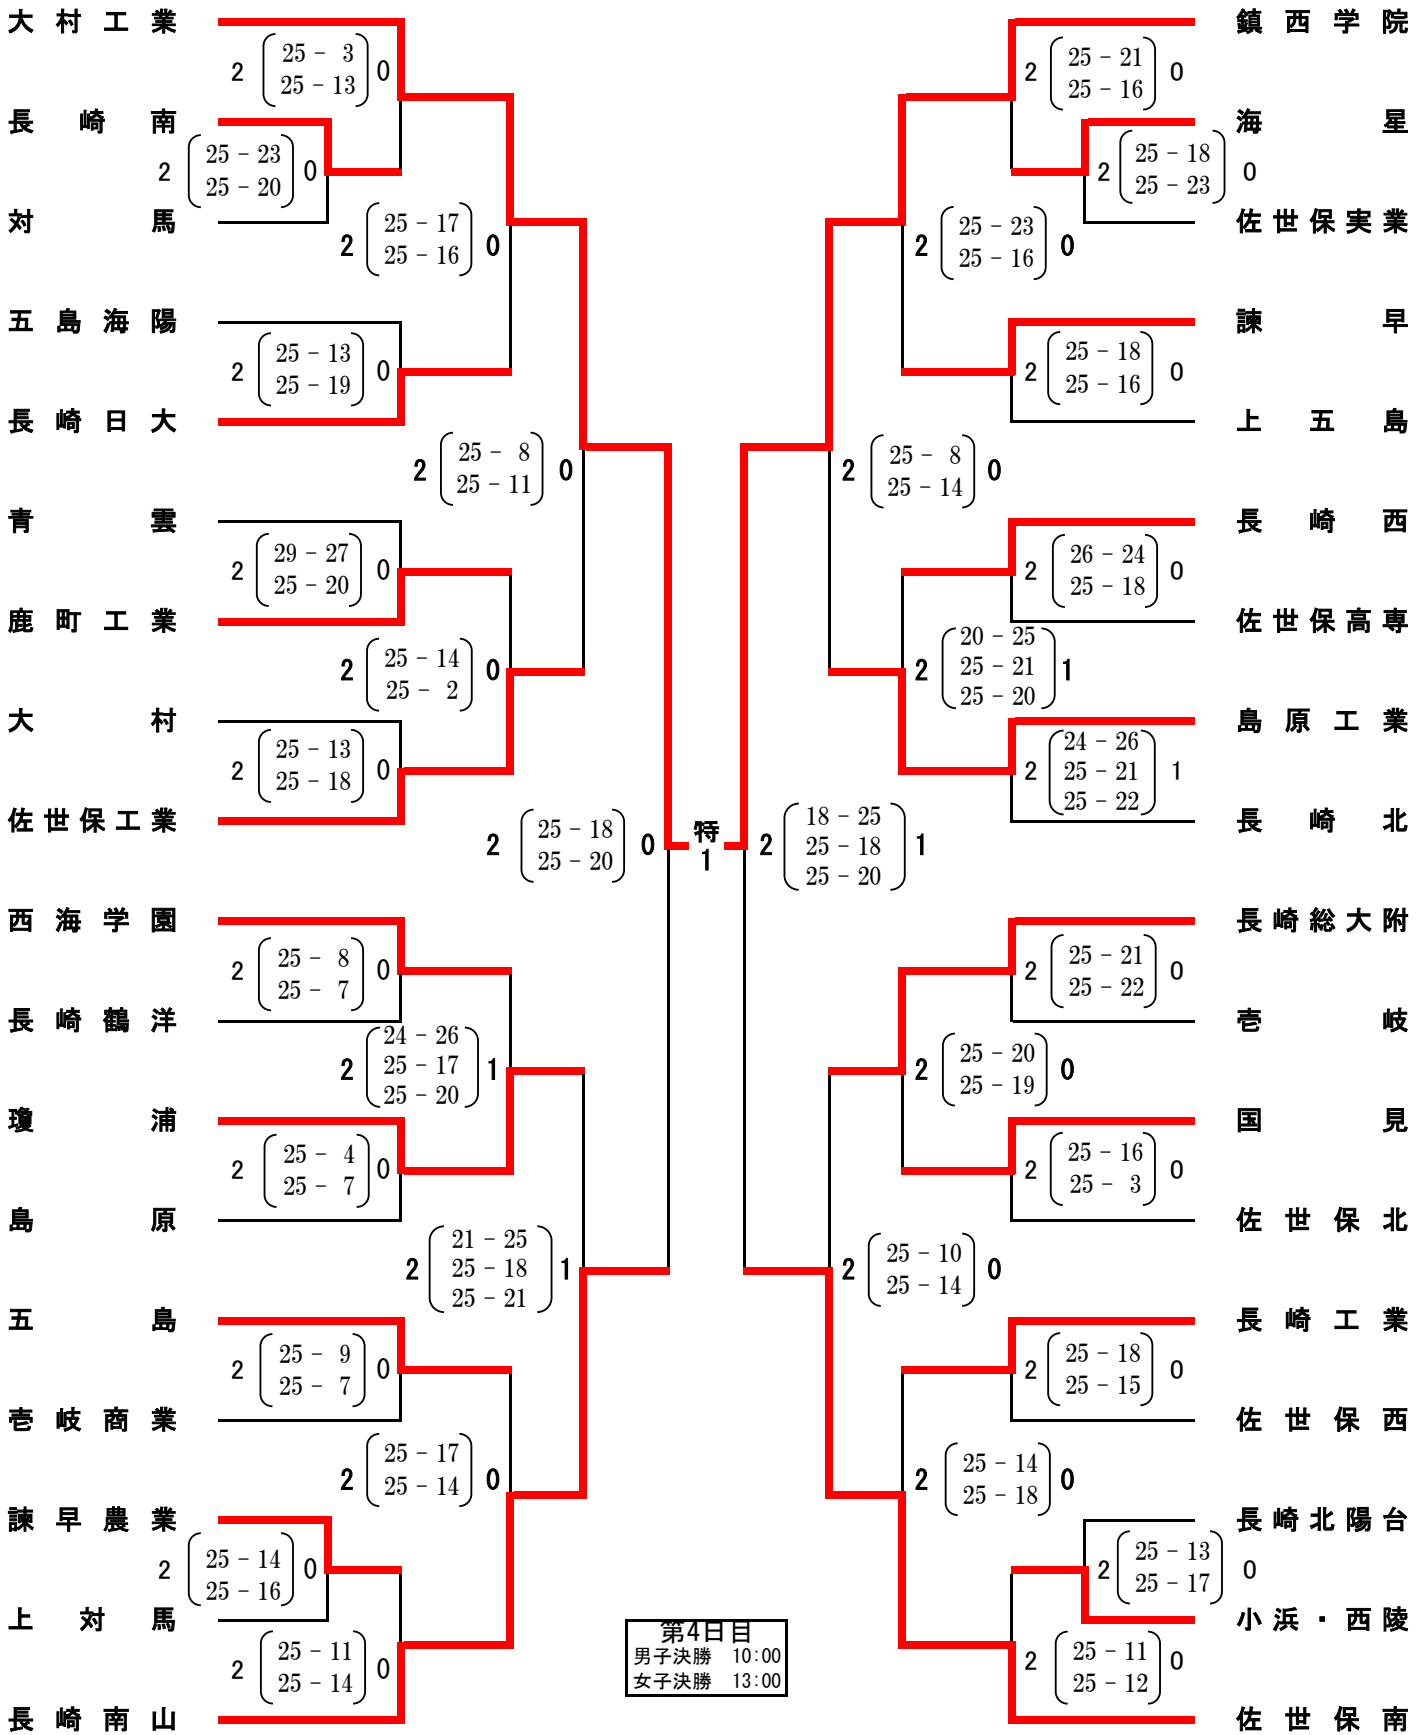 大村工業
2 25 - 3 0
25 - 13
長崎南
2 25 - 23 0
25 - 20
対馬
2 25 - 17 0
25 - 16
五島海陽
2 25 - 13 0
25 - 19
長崎日大
2 25 - 8 0
25 - 11
青雲
2 29 - 27 0
25 - 20
鹿町工業
2 25 - 14 0
25 - 2
大村
2 25 - 13 0
25 - 18
佐世保工業
2 25 - 18 0
25 - 20
西海学園
2 25 - 8 0
25 - 7
長崎鶴洋
2 24 - 26 1
25 - 17
25 - 20
瓊浦
2 25 - 4 0
25 - 7
島原
2 21 - 25 1
25 - 18
25 - 21
五島
2 25 - 9 0
25 - 7
壱岐商業
2 25 - 17 0
25 - 14
諫早農業
2 25 - 14 0
25 - 16
上対馬
2 25 - 11 0
25 - 14
長崎南山
特
1
鎮西学院
2 25 - 21 0
25 - 16
海星
2 25 - 18 0
25 - 23
佐世保実業
2 25 - 23 0
25 - 16
諫早
2 25 - 18 0
25 - 16
上五島
2 25 - 8 0
25 - 14
長崎西
2 26 - 24 0
25 - 18
佐世保高専
2 20 - 25 1
25 - 21
25 - 20
島原工業
2 24 - 26 1
25 - 21
25 - 22
長崎北
2 18 - 25 1
25 - 18
25 - 20
長崎総大附
2 25 - 21 0
25 - 22
壱岐
2 25 - 20 0
25 - 19
国見
2 25 - 16 0
25 - 3
佐世保北
2 25 - 10 0
25 - 14
長崎工業
2 25 - 18 0
25 - 15
佐世保西
2 25 - 14 0
25 - 18
長崎北陽台
2 25 - 13 0
25 - 17
小浜・西陵
2 25 - 11 0
25 - 12
佐世保南
第4日目
男子決勝 10:00
女子決勝 13:00